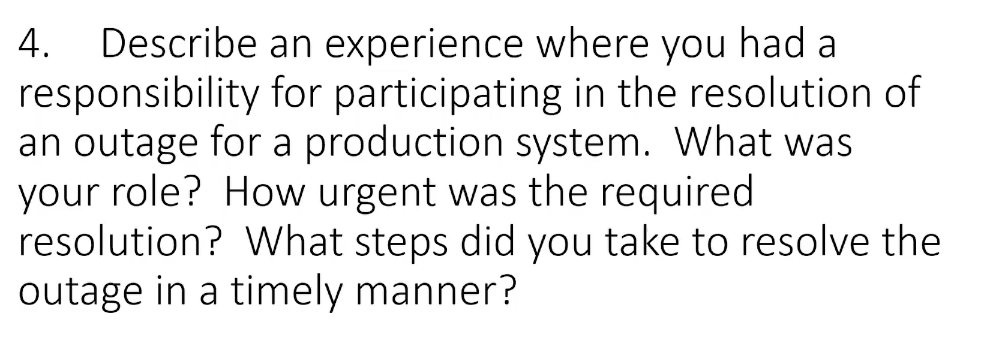 4.    Describe an experience where you had a
responsibility for participating in the resolution of
an outage for a production system.  What was
your role?  How urgent was the required
resolution?  What steps did you take to resolve the
outage in a timely manner?